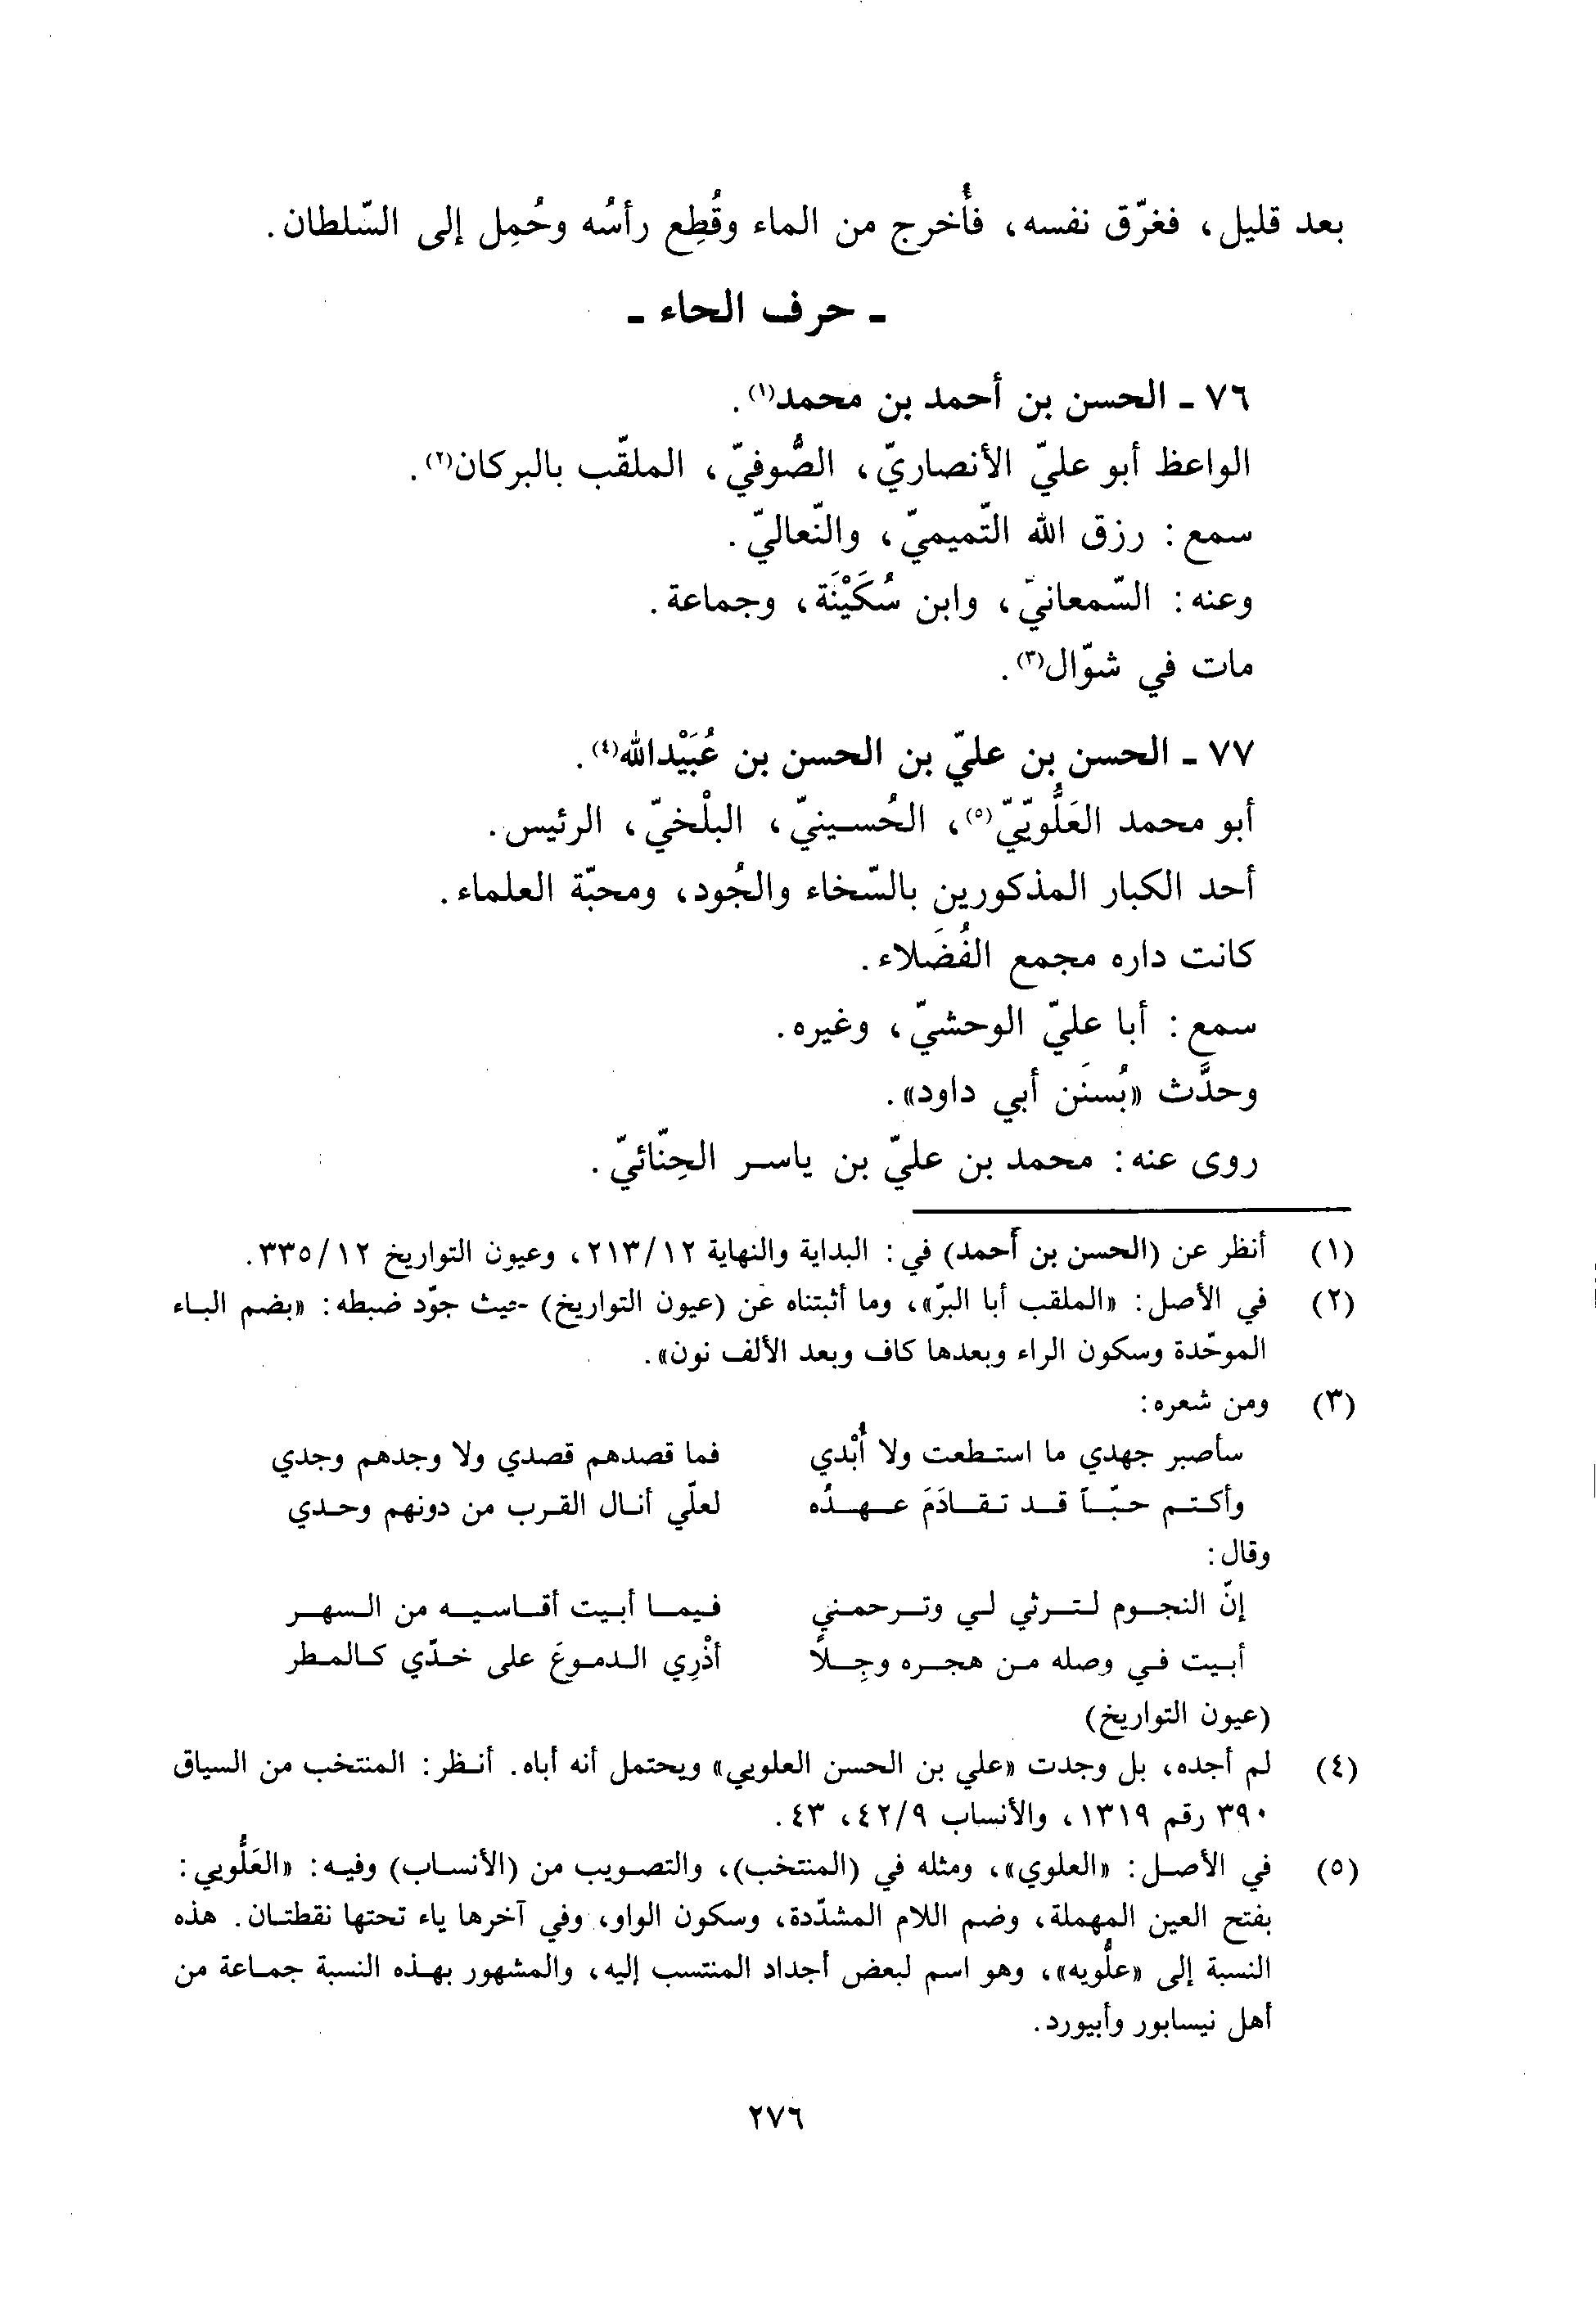 بعد قليل، فغرّق نفسه، فأُخرج من الماء وقُطِع رأسُه وحُمِل إلى السّلطان.
ـ حرف الحاء ـ
٧٦ ـ الحسن بن أحمد بن محمد(١).
الواعظ أبو عليّ الأنصاريّ، الصُّوفيّ، الملقّب بالبركان(٢).
سمع: رزق الله التّميميّ، والنّعاليّ.
وعنه: السّمعانيّ، وابن سُكَيْنَة، وجماعة.
مات في شوّال(٣).
٧٧ ـ الحسن بن عليّ بن الحسن بن عُبَيْدالله(٤).
أبو محمد العَلُّويّيّ(٥)، الحُسينيّ، البلْخيّ، الرئيس.
أحد الكبار المذكورين بالسّخاء والجُود، ومحبّة العلماء.
كانت داره مجمع الفُضَلاء.
سمع: أبا عليّ الوحشيّ، وغيره.
وحدَّث «بُسنَن أبي داود».
روى عنه: محمد بن عليّ بن ياسر الحِنّائيّ.
(١) أنظر عن (الحسن بن أحمد) في: البداية والنهاية ٢١٣/١٢، وعيون التواريخ ٣٣٥/١٢.
(٢) في الأصل: «الملقب أبا البرّ»، وما أثبتناه عن (عيون التواريخ) حيث جوّد ضبطه: «بضم الباء
الموحّدة وسكون الراء وبعدها كاف وبعد الألف نون».
(٣) ومن شعره:
سأصبر جهدي ما استطعت ولا أُبْدي فما قصدهم قصدي ولا وجدهم وجدي
وأكتم حبّاً قد تقادَمَ عهدُه لعلّي أنال القرب من دونهم وحدي
وقال:
إنّ النجوم لترثي لي وترحمني فيما أبيت أقاسيه من السهر
أبيت في وصله من هجره وجِلاً أذْرِي الدموعَ على خدّي كالمطر
(عيون التواريخ)
(٤) لم أجده، بل وجدت «علي بن الحسن العلويي» ويحتمل أنه أباه. أنظر: المنتخب من السياق
٣٩٠ رقم ١٣١٩، والأنساب ٤٢/٩، ٤٣.
(٥) في الأصل: «العلوي»، ومثله في (المنتخب)، والتصويب من (الأنساب) وفيه: «العَلُّويي:
بفتح العين المهملة، وضم اللام المشدّدة، وسكون الواو، وفي آخرها ياء تحتها نقطتان. هذه
النسبة إلى «علُّويه»، وهو اسم لبعض أجداد المنتسب إليه، والمشهور بهذه النسبة جماعة من
أهل نيسابور وأبيورد.
٢٧٦